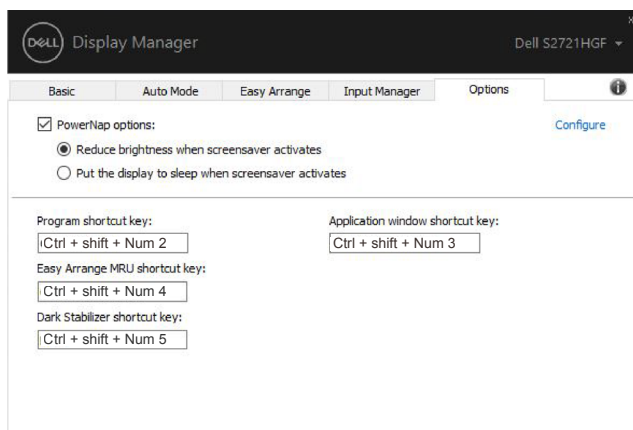 DELL Display Manager
Dell S2721HGF
Basic
Auto Mode
Easy Arrange
Input Manager
Options
PowerNap options:
Configure
Reduce brightness when screensaver activates
Put the display to sleep when screensaver activates
Program shortcut key:
Application window shortcut key:
Ctrl + shift + Num 2
Ctrl + shift + Num 3
Easy Arrange MRU shortcut key:
Ctrl + shift + Num 4
Dark Stabilizer shortcut key:
Ctrl + shift + Num 5